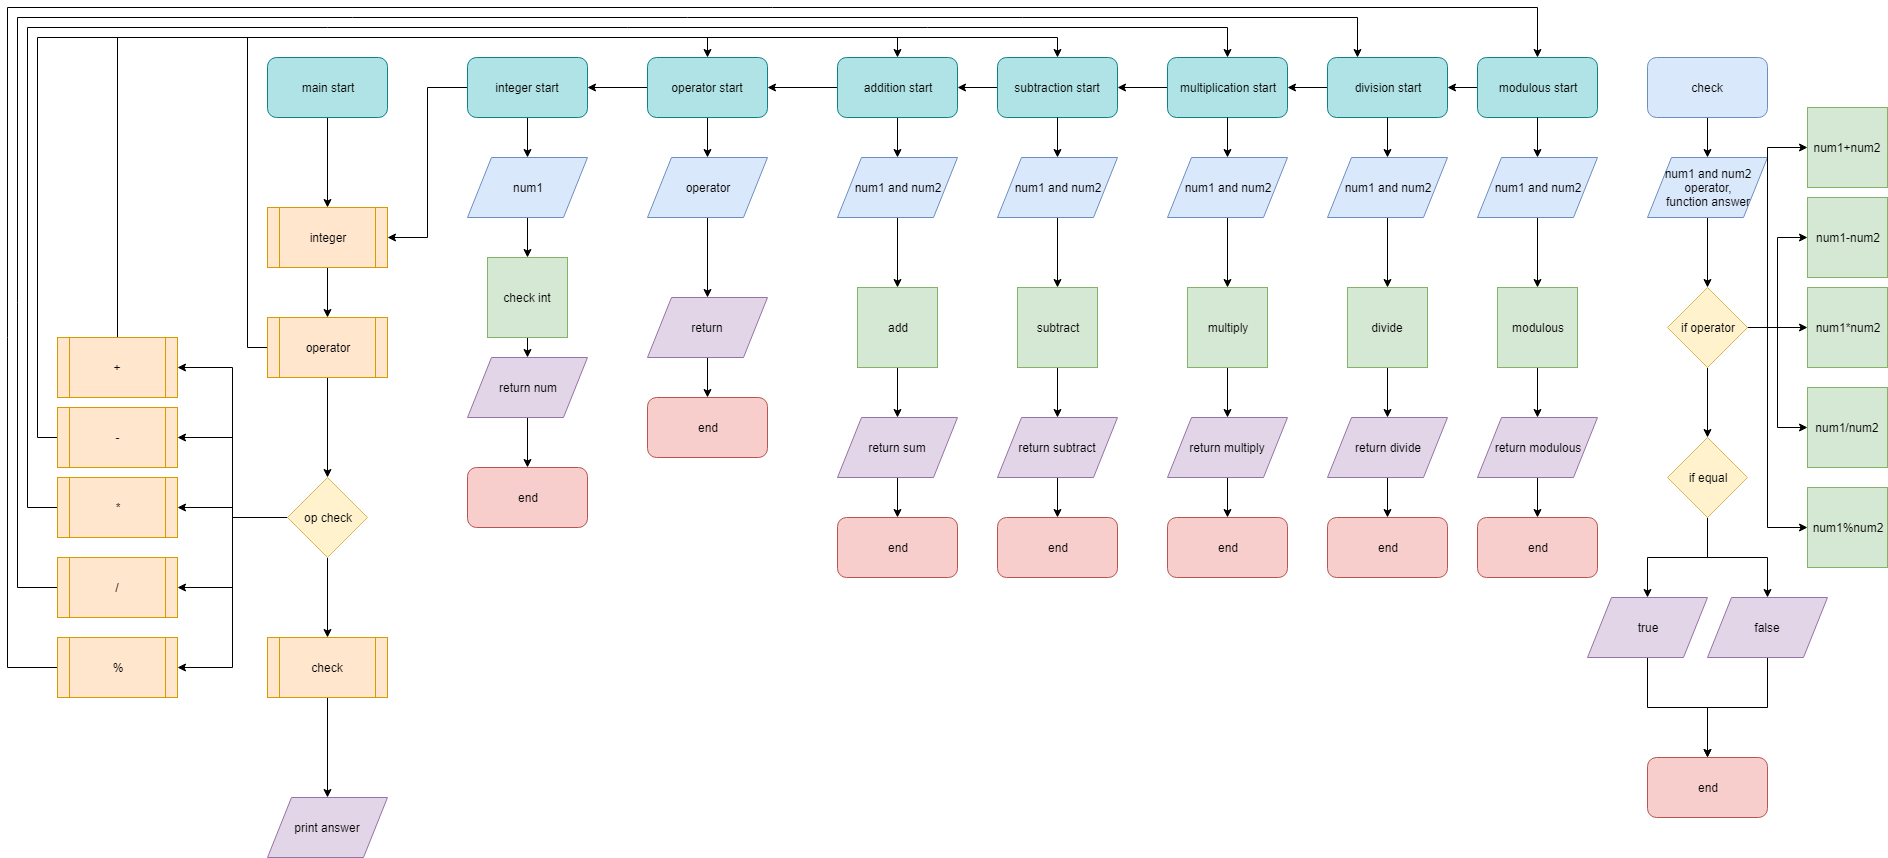 main start
integer start
operator start
addition start
subtraction start
multiplication start
division start
modulous start
check
num1
operator
num1 and num2
num1 and num2
num1 and num2
num1 and num2
num1 and num2
num1 and num2
operator,
function answer
num1+num2
integer
num1-num2
check int
return
add
subtract
multiply
divide
modulous
if operator
num1*num2
operator
+
return num
-
end
return sum
return subtract
return multiply
return divide
return modulous
num1/num2
if equal
*
op check
end
end
end
end
end
end
num1%num2
/
true
false
%
check
end
print answer